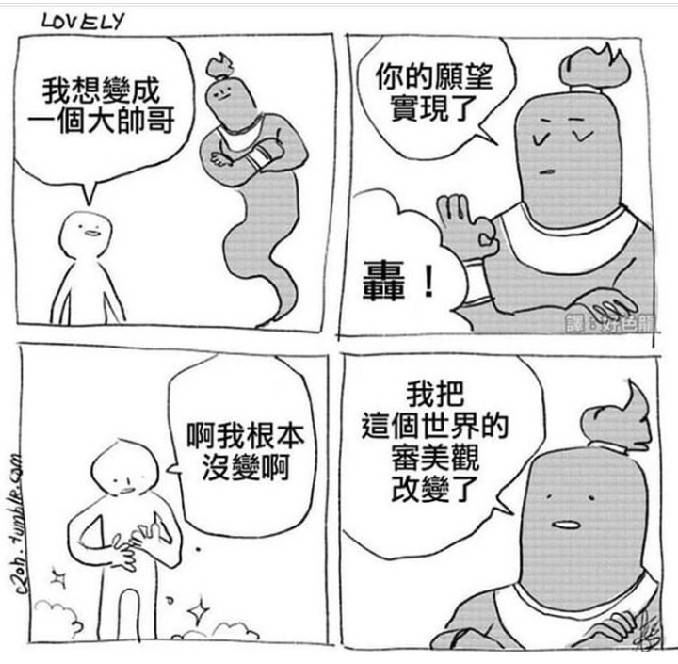 LOVELY
我想變成
一個大帥哥
你的願望
實現了
轟！
啊我根本
沒變啊
我把
這個世界的
審美觀
改變了
c2oh.tumblr.com